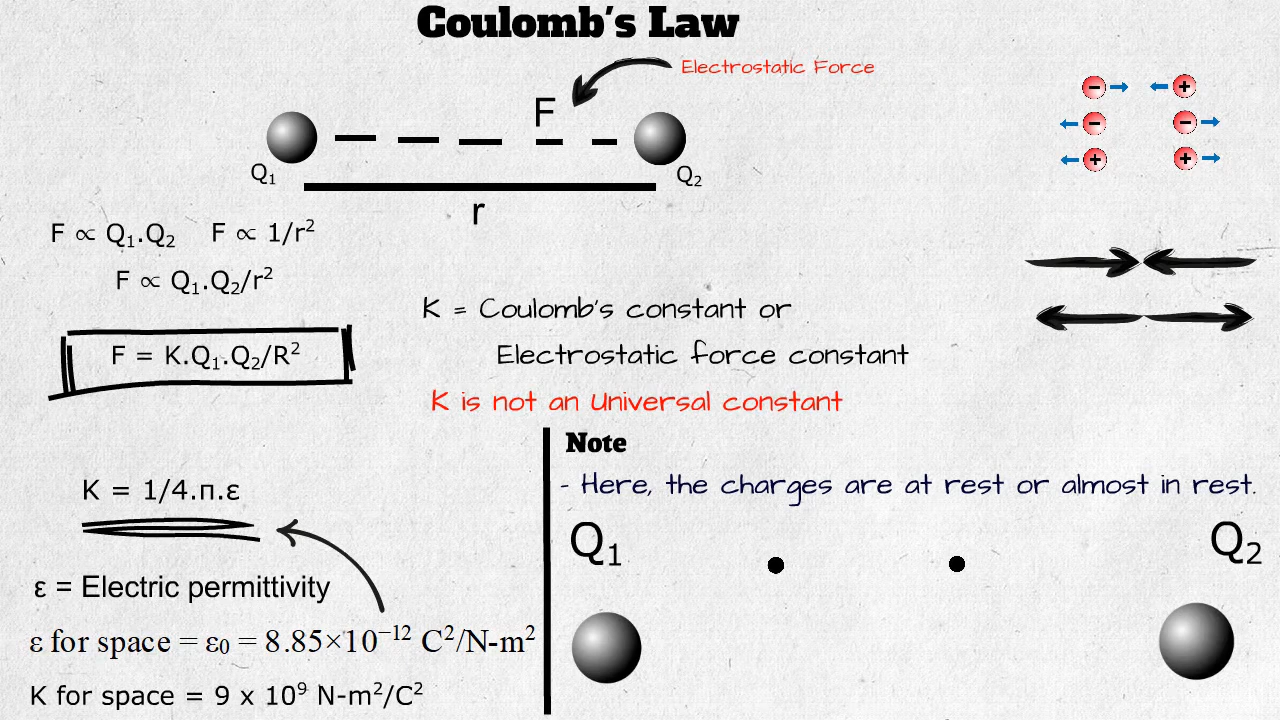 Coulomb's Law
Electrostatic Force
F
Q₁
Q₂
r
− +
− −
+ +
F ∝ Q₁.Q₂ F ∝ 1/r²
F ∝ Q₁.Q₂/r²
F = K.Q₁.Q₂/R²
K = Coulomb's constant or
Electrostatic force constant
K is not an Universal constant
K = 1/4.п.ε
ε = Electric permittivity
ε for space = ε₀ = 8.85×10⁻¹² C²/N-m²
K for space = 9 x 10⁹ N-m²/C²
Note
- Here, the charges are at rest or almost in rest.
Q₁
Q₂